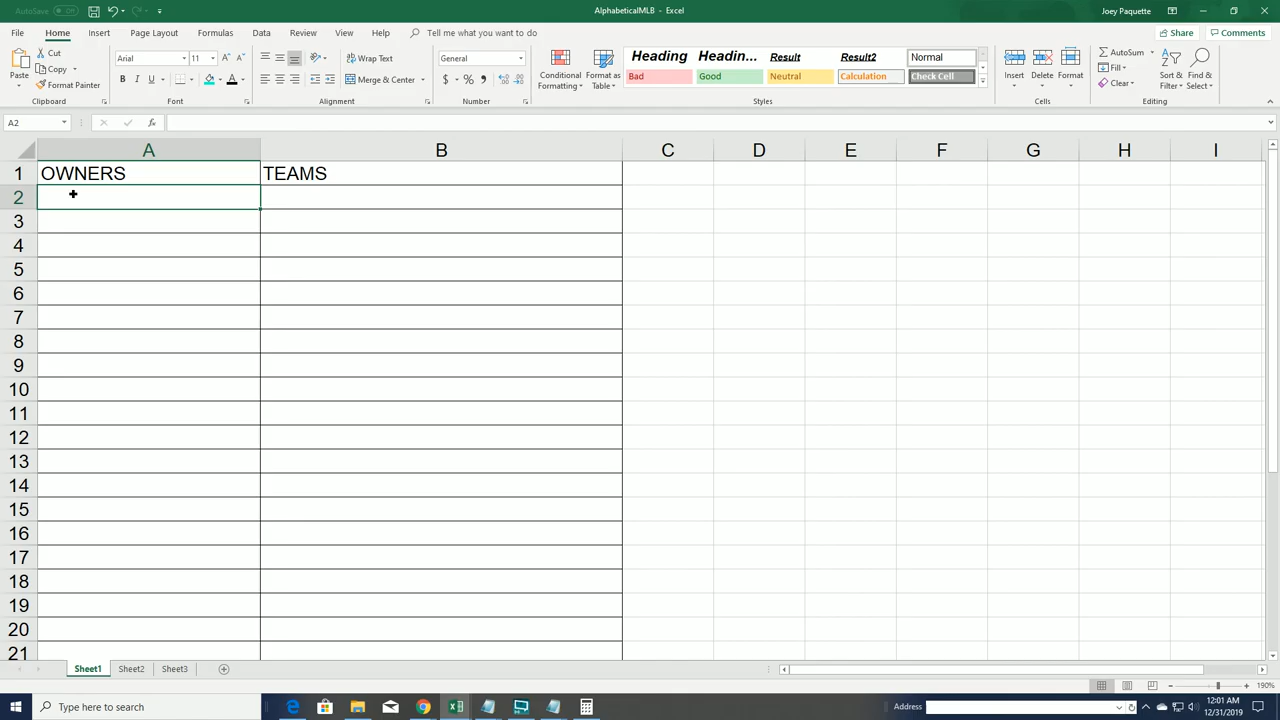 AutoSave Off
AlphabeticalMLB - Excel
Joey Paquette
File Home Insert Page Layout Formulas Data Review View Help Tell me what you want to do
Share Comments
Paste
Cut
Copy
Format Painter
Clipboard
Arial 11
B I U
Font
Wrap Text
Merge & Center
Alignment
General
$ % ,
Number
Conditional Formatting
Format as Table
Heading Headin... Result Result2 Normal
Bad Good Neutral Calculation Check Cell
Styles
Insert Delete Format
Cells
AutoSum
Fill
Clear
Sort & Filter
Find & Select
Editing
A2
fx
A B C D E F G H I
1 OWNERS TEAMS
2
3
4
5
6
7
8
9
10
11
12
13
14
15
16
17
18
19
20
21
Sheet1 Sheet2 Sheet3
190%
Type here to search
Address
12:01 AM
12/31/2019